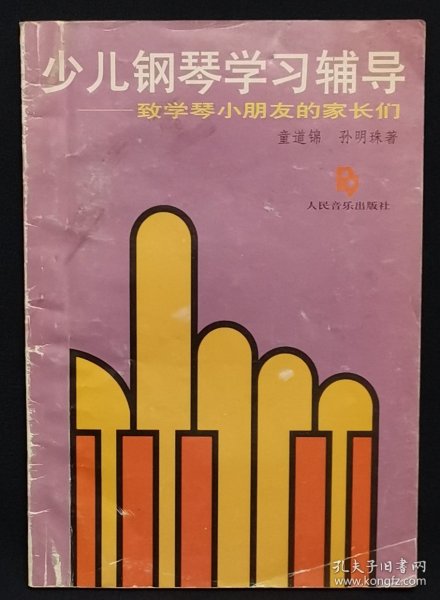 少儿钢琴学习辅导
——致学琴小朋友的家长们
童道锦 孙明珠著
人民音乐出版社
孔夫子旧书网
www.kongfz.com